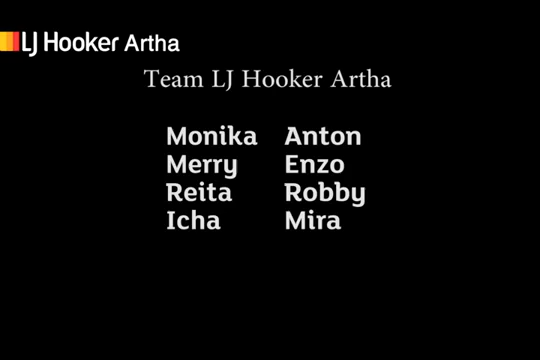 LJ Hooker Artha
Team LJ Hooker Artha
Monika Anton
Merry Enzo
Reita Robby
Icha Mira